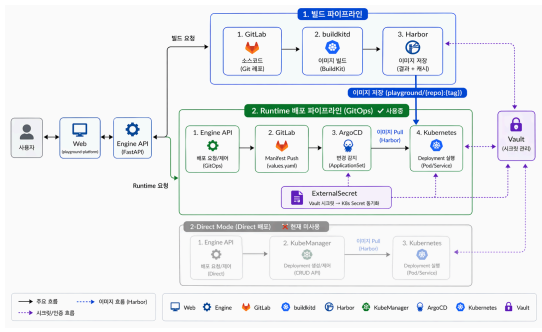 1. 빌드 파이프라인
빌드 요청
1. GitLab
소스코드
(Git 레포)
2. buildkitd
이미지 빌드
(BuildKit)
3. Harbor
이미지 저장
(결과 + 캐시)
이미지 저장 (playground/{repo}:{tag})
2. Runtime 배포 파이프라인 (GitOps) ✔ 사용중
사용자
Web
(playground-platform)
Engine API
(FastAPI)
Runtime 요청
1. Engine API
배포 요청/제어
(GitOps)
2. GitLab
Manifest Push
(values.yaml)
3. ArgoCD
변경 감지
(ApplicationSet)
이미지 Pull
(Harbor)
4. Kubernetes
Deployment 실행
(Pod/Service)
Vault
(시크릿 관리)
ExternalSecret
Vault 시크릿 → K8s Secret 동기화
2-Direct Mode (Direct 배포) 현재 미사용
1. Engine API
배포 요청/제어
(Direct)
2. KubeManager
Deployment 생성/제어
(CRUD API)
이미지 Pull
(Harbor)
3. Kubernetes
Deployment 실행
(Pod/Service)
주요 흐름
이미지 흐름 (Harbor)
시크릿/인증 흐름
Web
Engine
GitLab
buildkitd
Harbor
KubeManager
ArgoCD
Kubernetes
Vault